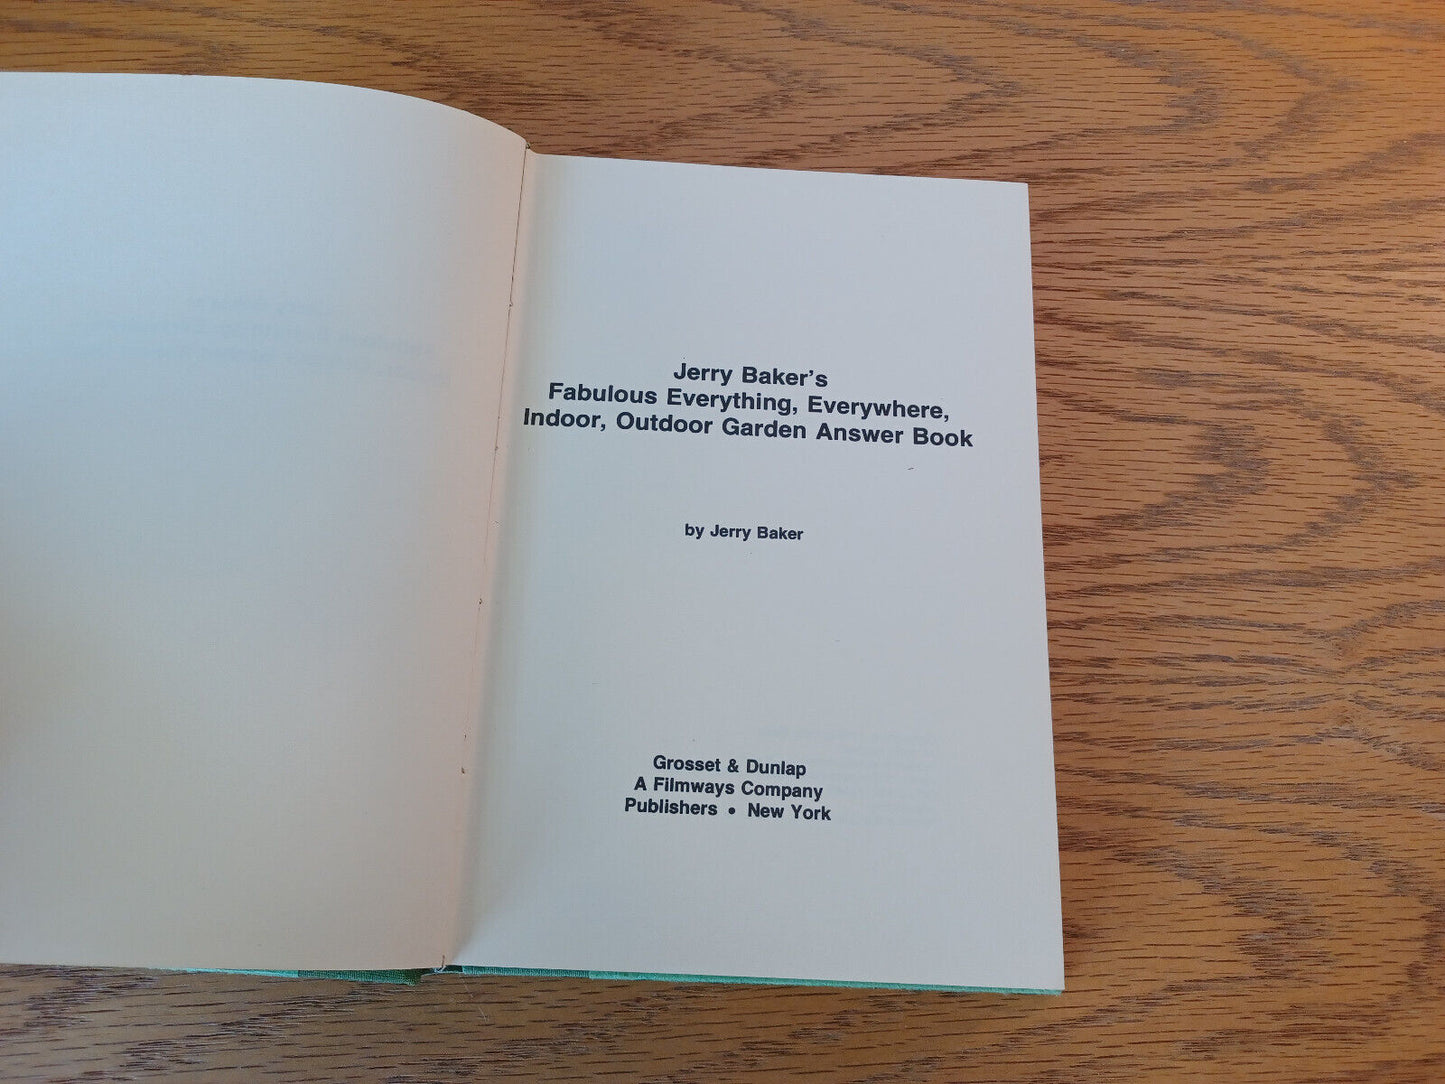 Jerry Baker's
Fabulous Everything, Everywhere,
Indoor, Outdoor Garden Answer Book
by Jerry Baker
Grosset & Dunlap
A Filmways Company
Publishers • New York